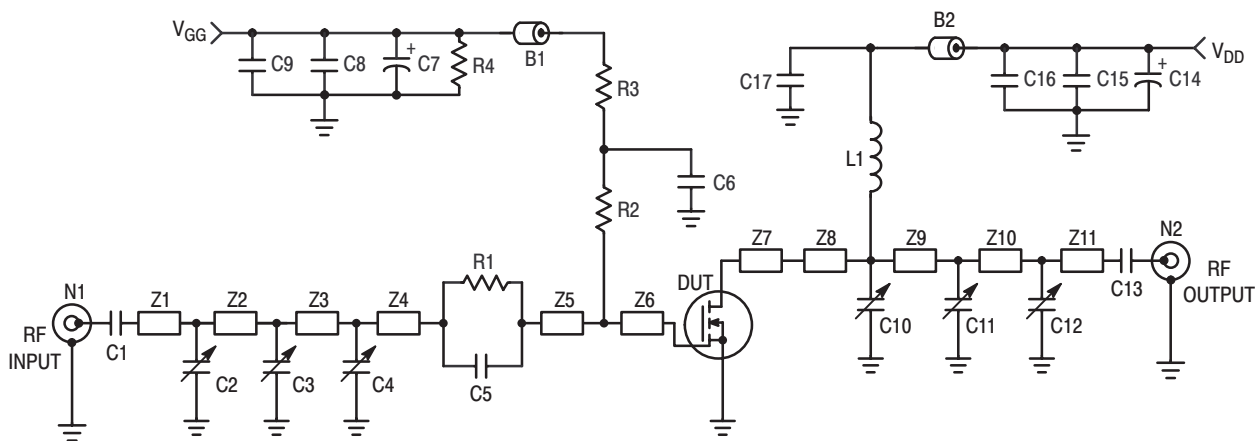 VGG
C9
C8
+
C7
R4
B1
R3
C6
R2
B2
VDD
C17
C16
C15
+
C14
L1
N1
RF
INPUT
C1
Z1
Z2
Z3
Z4
R1
C5
Z5
Z6
C2
C3
C4
DUT
Z7
Z8
Z9
Z10
Z11
N2
RF
OUTPUT
C13
C10
C11
C12